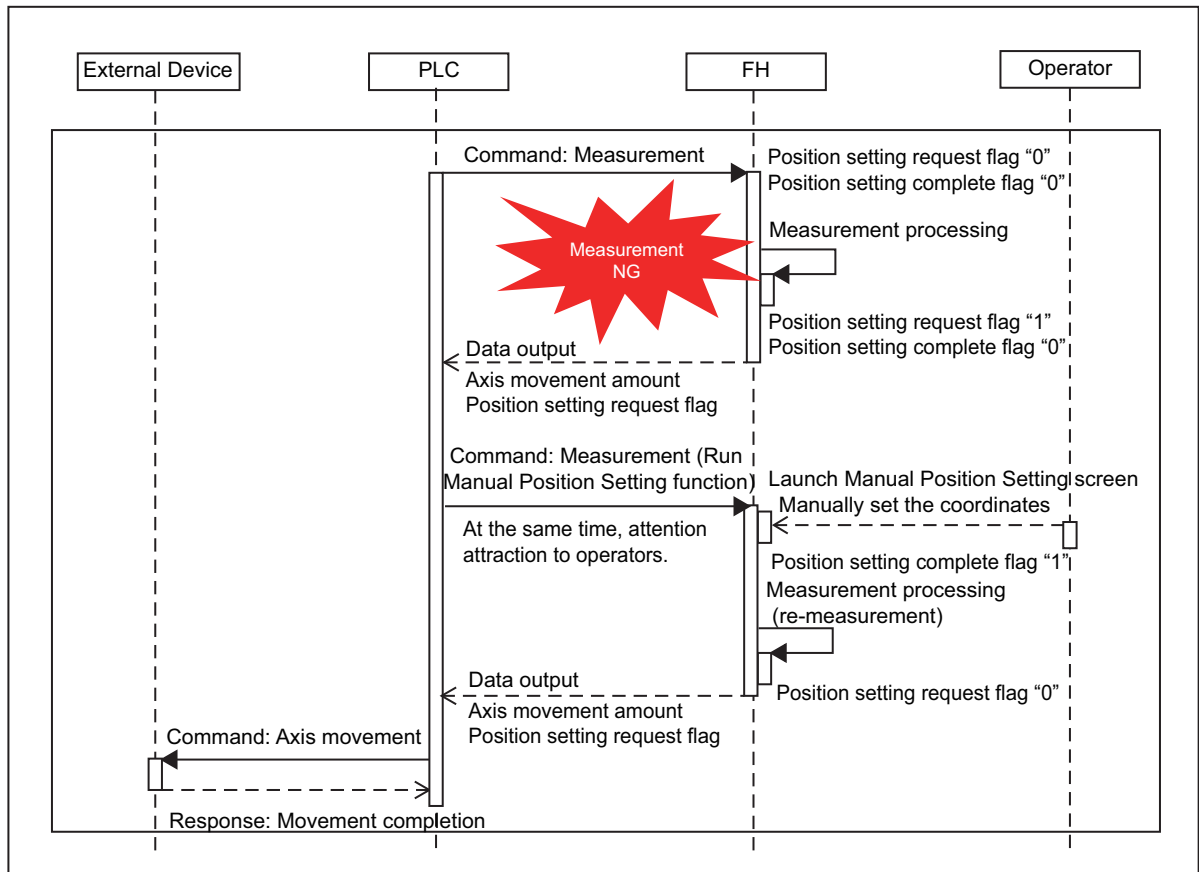 External Device
PLC
FH
Operator
Command: Measurement
Position setting request flag “0”
Position setting complete flag “0”
Measurement
NG
Measurement processing
Position setting request flag “1”
Position setting complete flag “0”
Data output
Axis movement amount
Position setting request flag
Command: Measurement (Run
Manual Position Setting function)
Launch Manual Position Setting screen
Manually set the coordinates
At the same time, attention
attraction to operators.
Position setting complete flag “1”
Measurement processing
(re-measurement)
Data output
Position setting request flag “0”
Axis movement amount
Position setting request flag
Command: Axis movement
Response: Movement completion